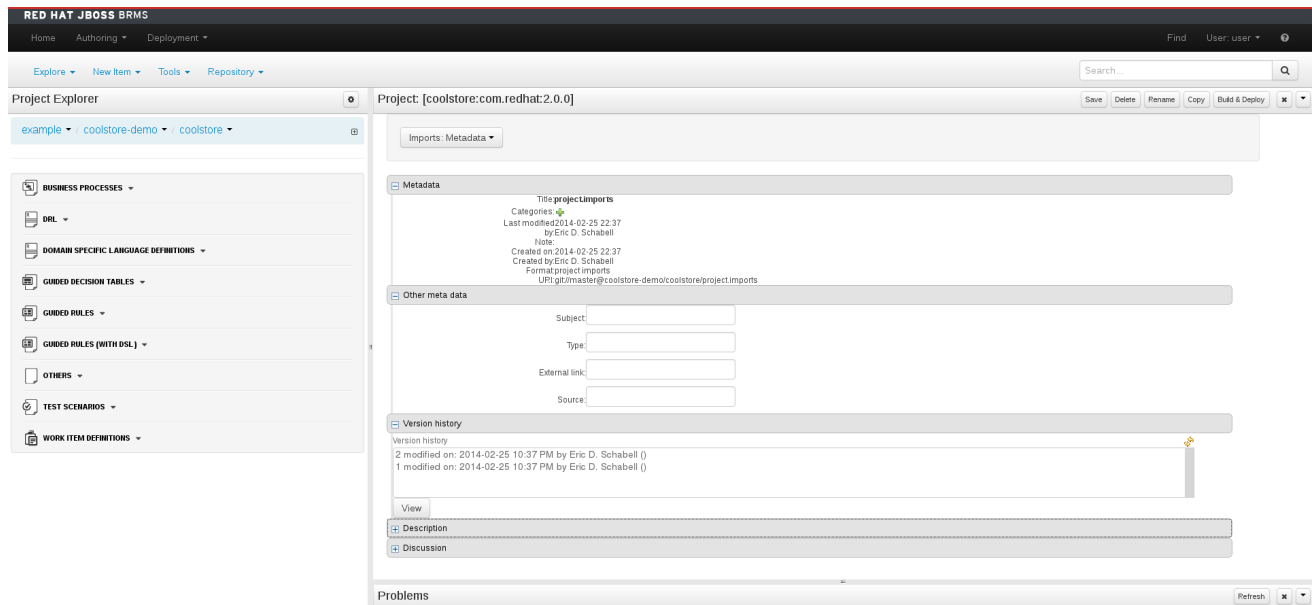 RED HAT JBOSS BRMS
Home Authoring Deployment Find User: user
Explore New Item Tools Repository Search...
Project Explorer
example / coolstore-demo / coolstore
BUSINESS PROCESSES
DRL
DOMAIN SPECIFIC LANGUAGE DEFINITIONS
GUIDED DECISION TABLES
GUIDED RULES
GUIDED RULES (WITH DSL)
OTHERS
TEST SCENARIOS
WORK ITEM DEFINITIONS
Project: [coolstore:com.redhat:2.0.0] Save Delete Rename Copy Build & Deploy
Imports: Metadata
Metadata
Title:project.imports
Categories:
Last modified2014-02-25 22:37
by:Eric D. Schabell
Note:
Created on:2014-02-25 22:37
Created by:Eric D. Schabell
Format:project imports
URI:git://master@coolstore-demo/coolstore/project.imports
Other meta data
Subject:
Type:
External link:
Source:
Version history
Version history
2 modified on: 2014-02-25 10:37 PM by Eric D. Schabell ()
1 modified on: 2014-02-25 10:37 PM by Eric D. Schabell ()
View
Description
Discussion
Problems Refresh